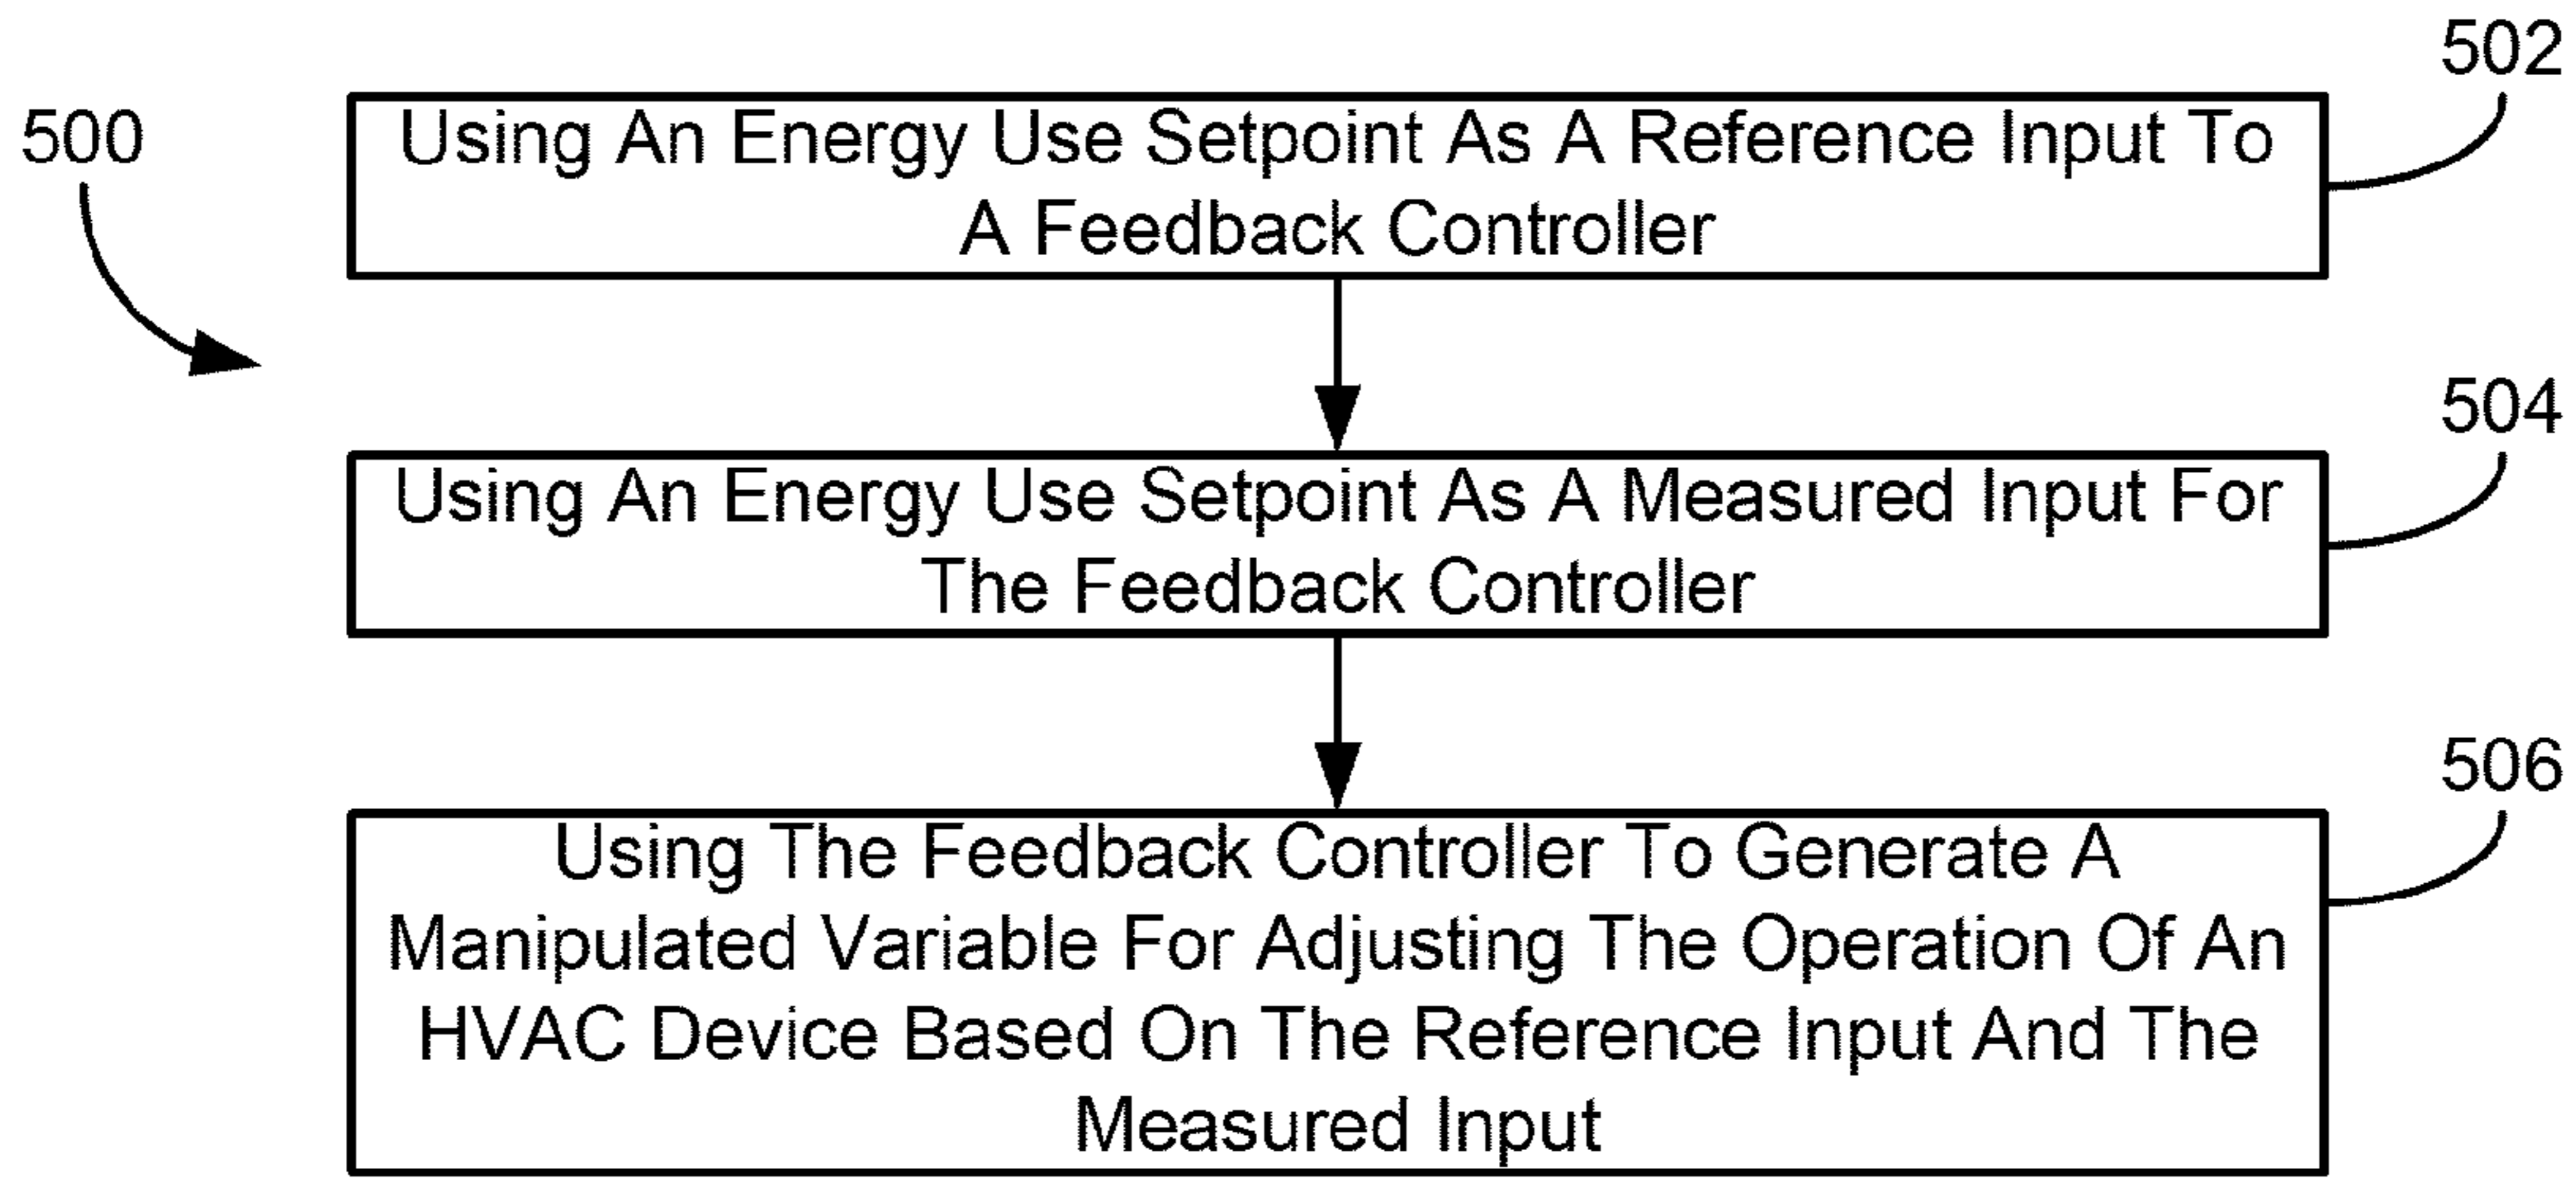 502
500
Using An Energy Use Setpoint As A Reference Input To
A Feedback Controller
504
Using An Energy Use Setpoint As A Measured Input For
The Feedback Controller
506
Using The Feedback Controller To Generate A
Manipulated Variable For Adjusting The Operation Of An
HVAC Device Based On The Reference Input And The
Measured Input